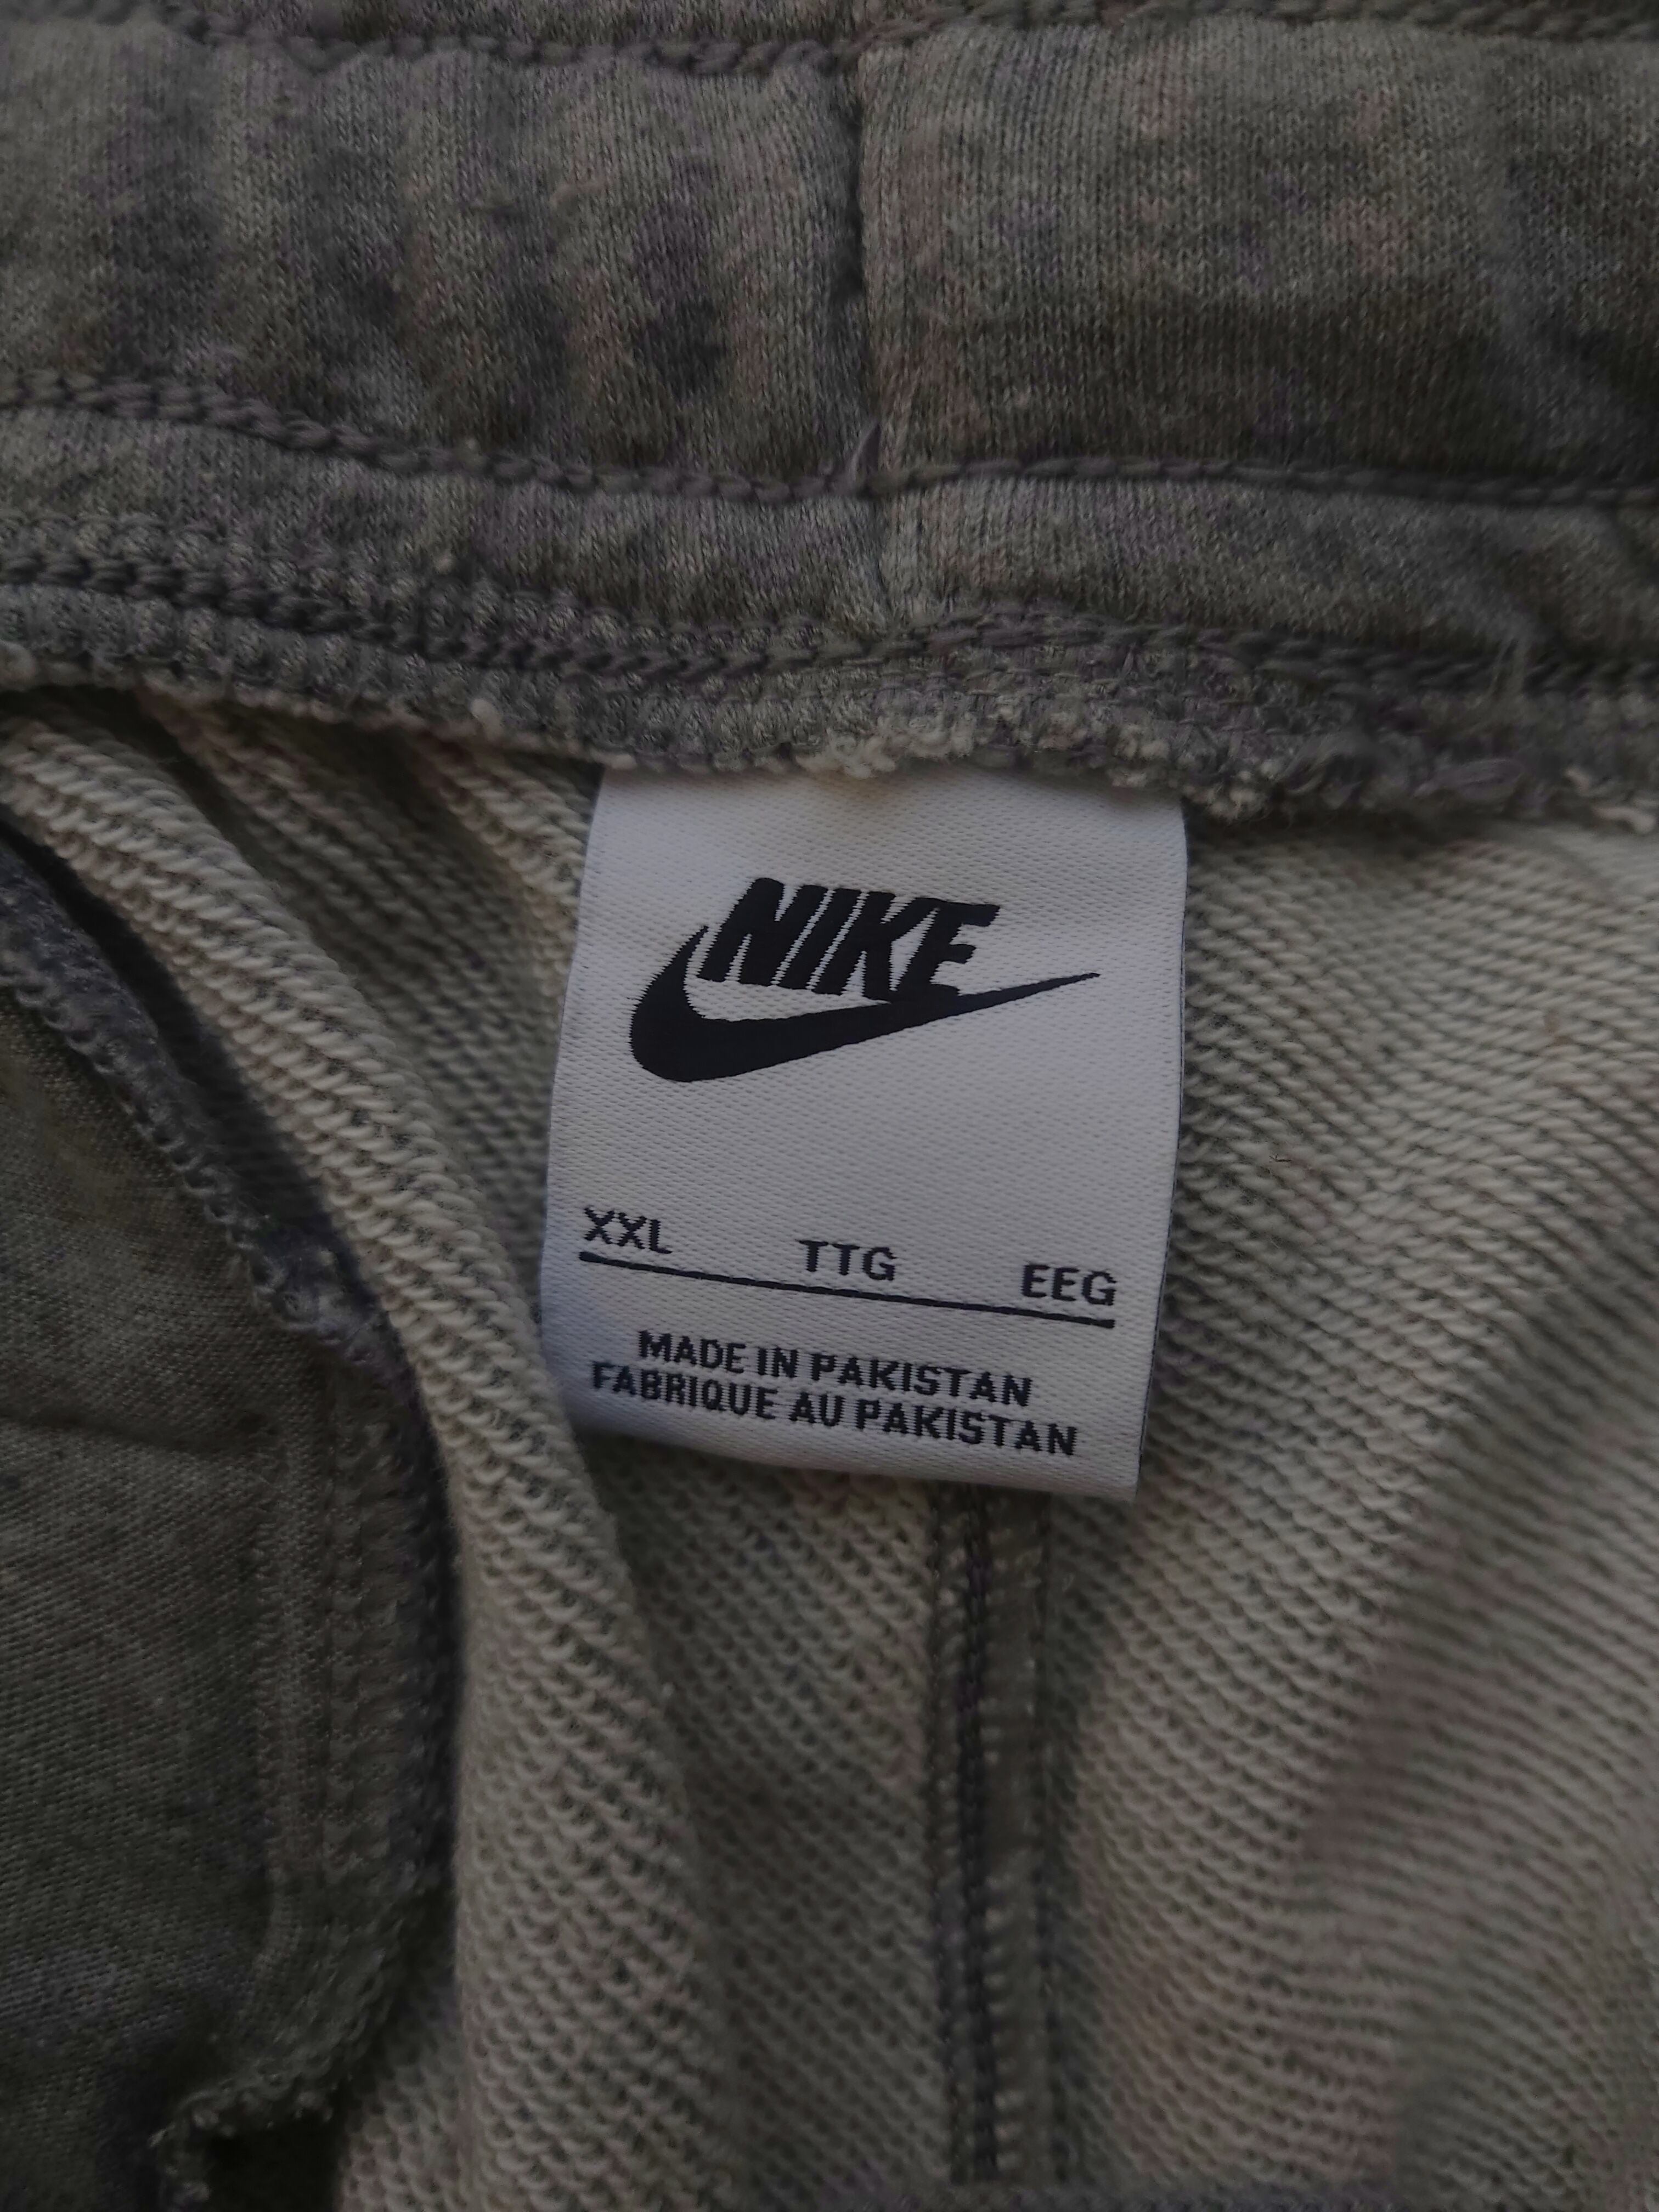 NIKE
XXL TTG EEG
MADE IN PAKISTAN
FABRIQUE AU PAKISTAN